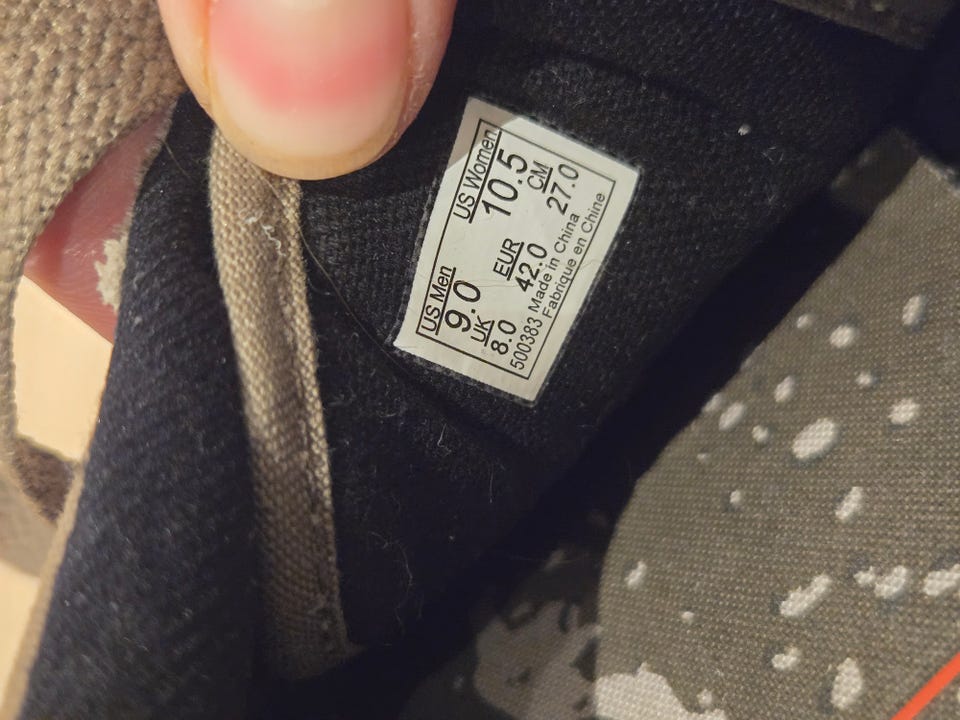 US Men US Women
9.0 10.5
UK EUR CM
8.0 42.0 27.0
500383 Made in China
Fabrique en Chine